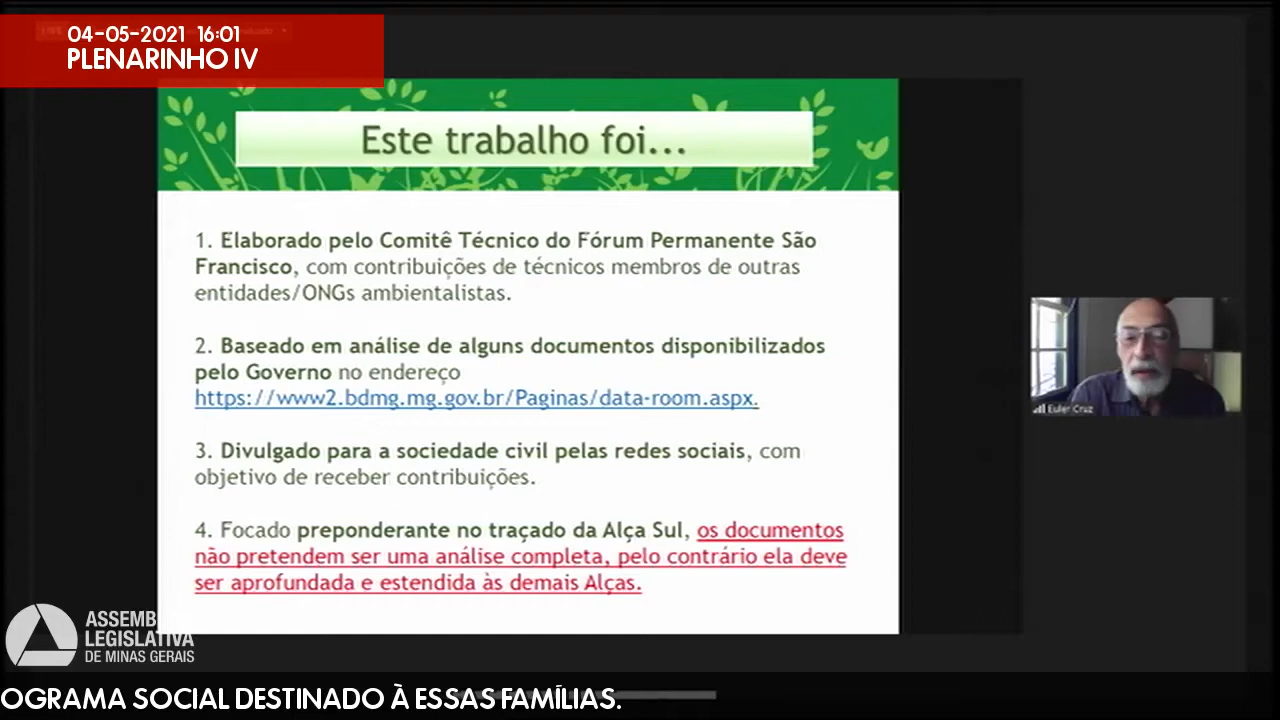 04-05-2021 16:01
PLENARINHO IV
Este trabalho foi...
1. Elaborado pelo Comitê Técnico do Fórum Permanente São
Francisco, com contribuições de técnicos membros de outras
entidades/ONGs ambientalistas.
2. Baseado em análise de alguns documentos disponibilizados
pelo Governo no endereço
https://www2.bdmg.mg.gov.br/Paginas/data-room.aspx.
3. Divulgado para a sociedade civil pelas redes sociais, com
objetivo de receber contribuições.
4. Focado preponderante no traçado da Alça Sul, os documentos
não pretendem ser uma análise completa, pelo contrário ela deve
ser aprofundada e estendida às demais Alças.
Euler Cruz
ASSEMB
LEGISLATIVA
DE MINAS GERAIS
OGRAMA SOCIAL DESTINADO À ESSAS FAMÍLIAS.